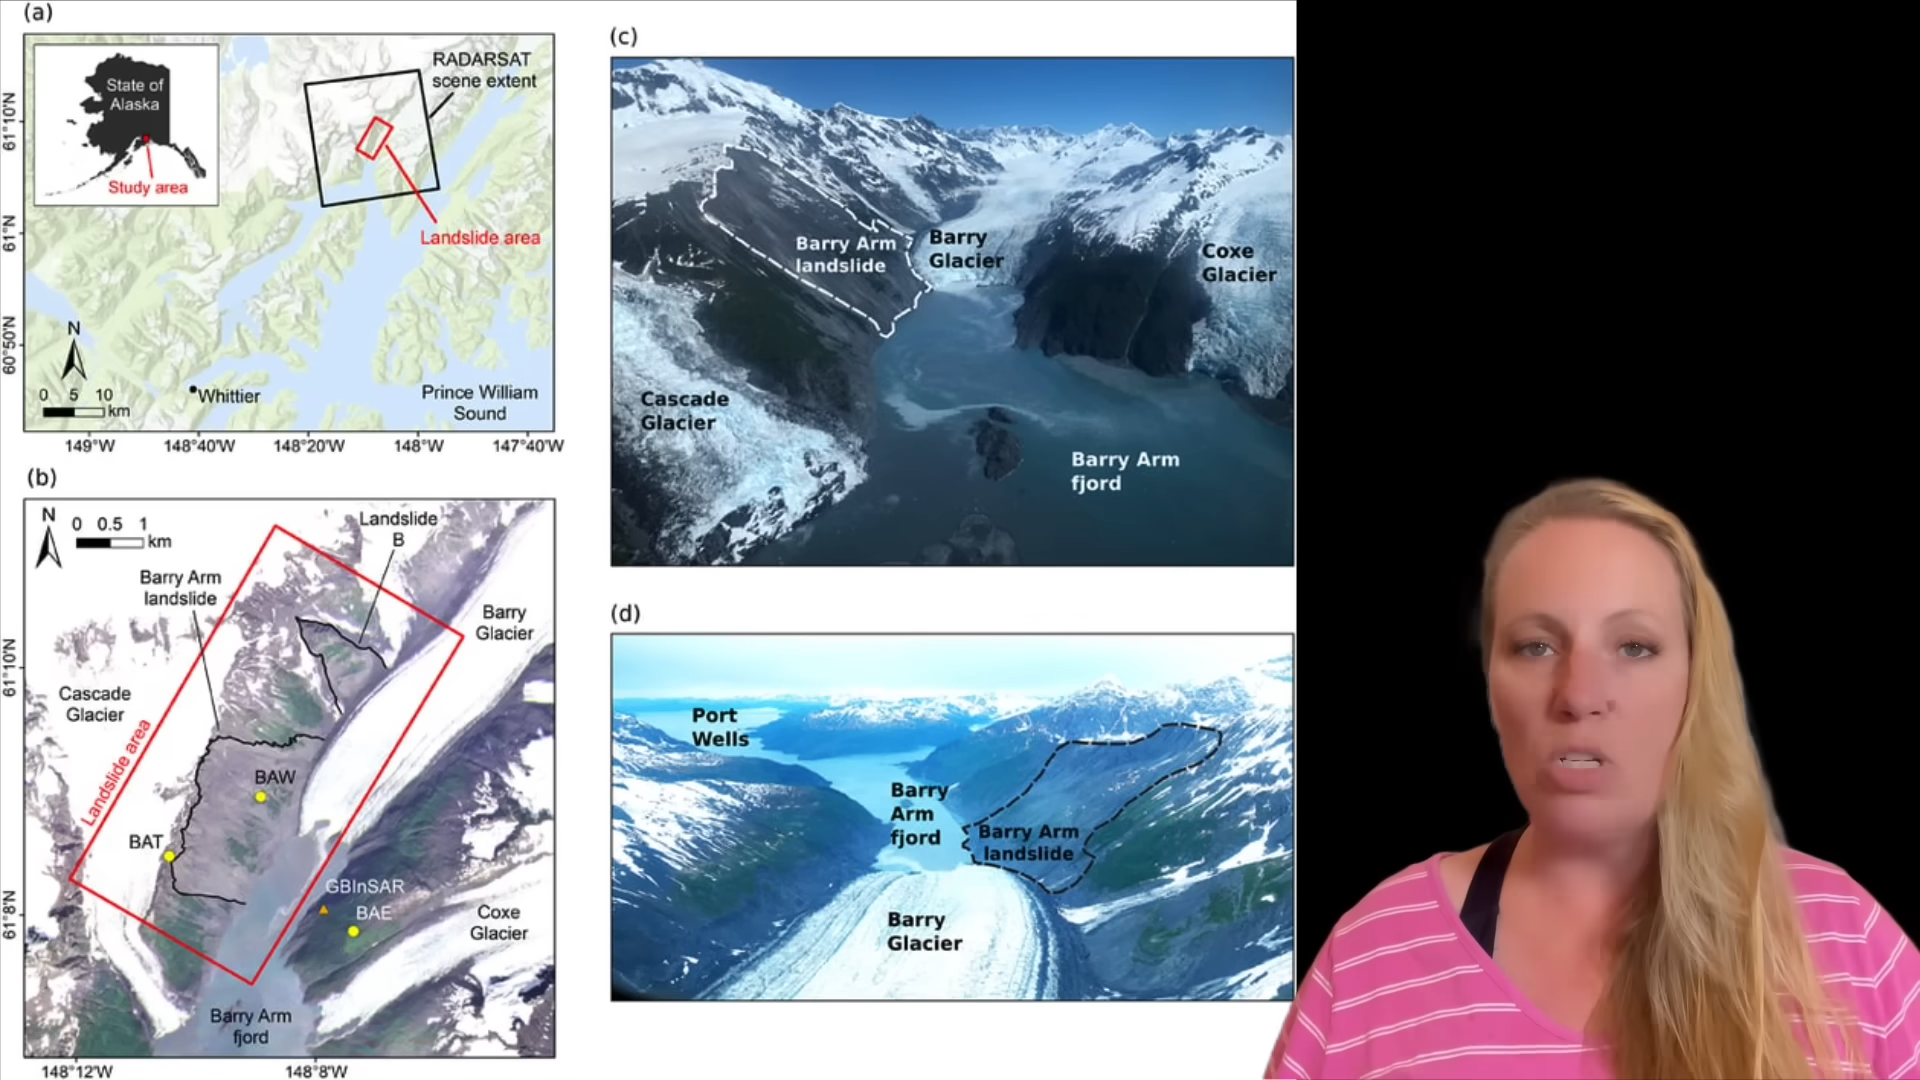 (a)
State of
Alaska
Study area
RADARSAT
scene extent
Landslide area
61°10'N
61°N
60°50'N
N
0 5 10
km
Whittier
Prince William
Sound
149°W
148°40'W
148°20'W
148°W
147°40'W
(b)
N
0 0.5 1
km
Landslide
B
Barry Arm
landslide
Barry
Glacier
Cascade
Glacier
Landslide area
BAW
BAT
GBInSAR
BAE
Coxe
Glacier
Barry Arm
fjord
61°10'N
61°8'N
148°12'W
148°8'W
(c)
Barry Arm
landslide
Barry
Glacier
Coxe
Glacier
Cascade
Glacier
Barry Arm
fjord
(d)
Port
Wells
Barry
Arm
fjord
Barry Arm
landslide
Barry
Glacier